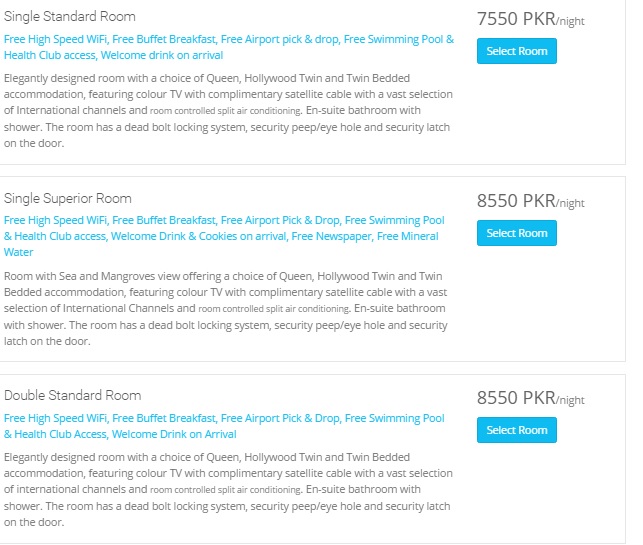 Single Standard Room
7550 PKR/night
Free High Speed WiFi, Free Buffet Breakfast, Free Airport pick & drop, Free Swimming Pool &
Health Club access, Welcome drink on arrival
Select Room
Elegantly designed room with a choice of Queen, Hollywood Twin and Twin Bedded
accommodation, featuring colour TV with complimentary satellite cable with a vast selection
of International channels and room controlled split air conditioning. En-suite bathroom with
shower. The room has a dead bolt locking system, security peep/eye hole and security latch
on the door.
Single Superior Room
8550 PKR/night
Free High Speed WiFi, Free Buffet Breakfast, Free Airport Pick & Drop, Free Swimming Pool
& Health Club access, Welcome Drink & Cookies on arrival, Free Newspaper, Free Mineral
Water
Select Room
Room with Sea and Mangroves view offering a choice of Queen, Hollywood Twin and Twin
Bedded accommodation, featuring colour TV with complimentary satellite cable with a vast
selection of International Channels and room controlled split air conditioning. En-suite bathroom
with shower. The room has a dead bolt locking system, security peep/eye hole and security
latch on the door.
Double Standard Room
8550 PKR/night
Free High Speed WiFi, Free Buffet Breakfast, Free Airport Pick & Drop, Free Swimming Pool
& Health Club Access, Welcome Drink on Arrival
Select Room
Elegantly designed room with a choice of Queen, Hollywood Twin and Twin Bedded
accommodation, featuring colour TV with complimentary satellite cable with a vast selection
of international channels and room controlled split air conditioning. En-suite bathroom with
shower. The room has a dead bolt locking system, security peep/eye hole and security latch
on the door.